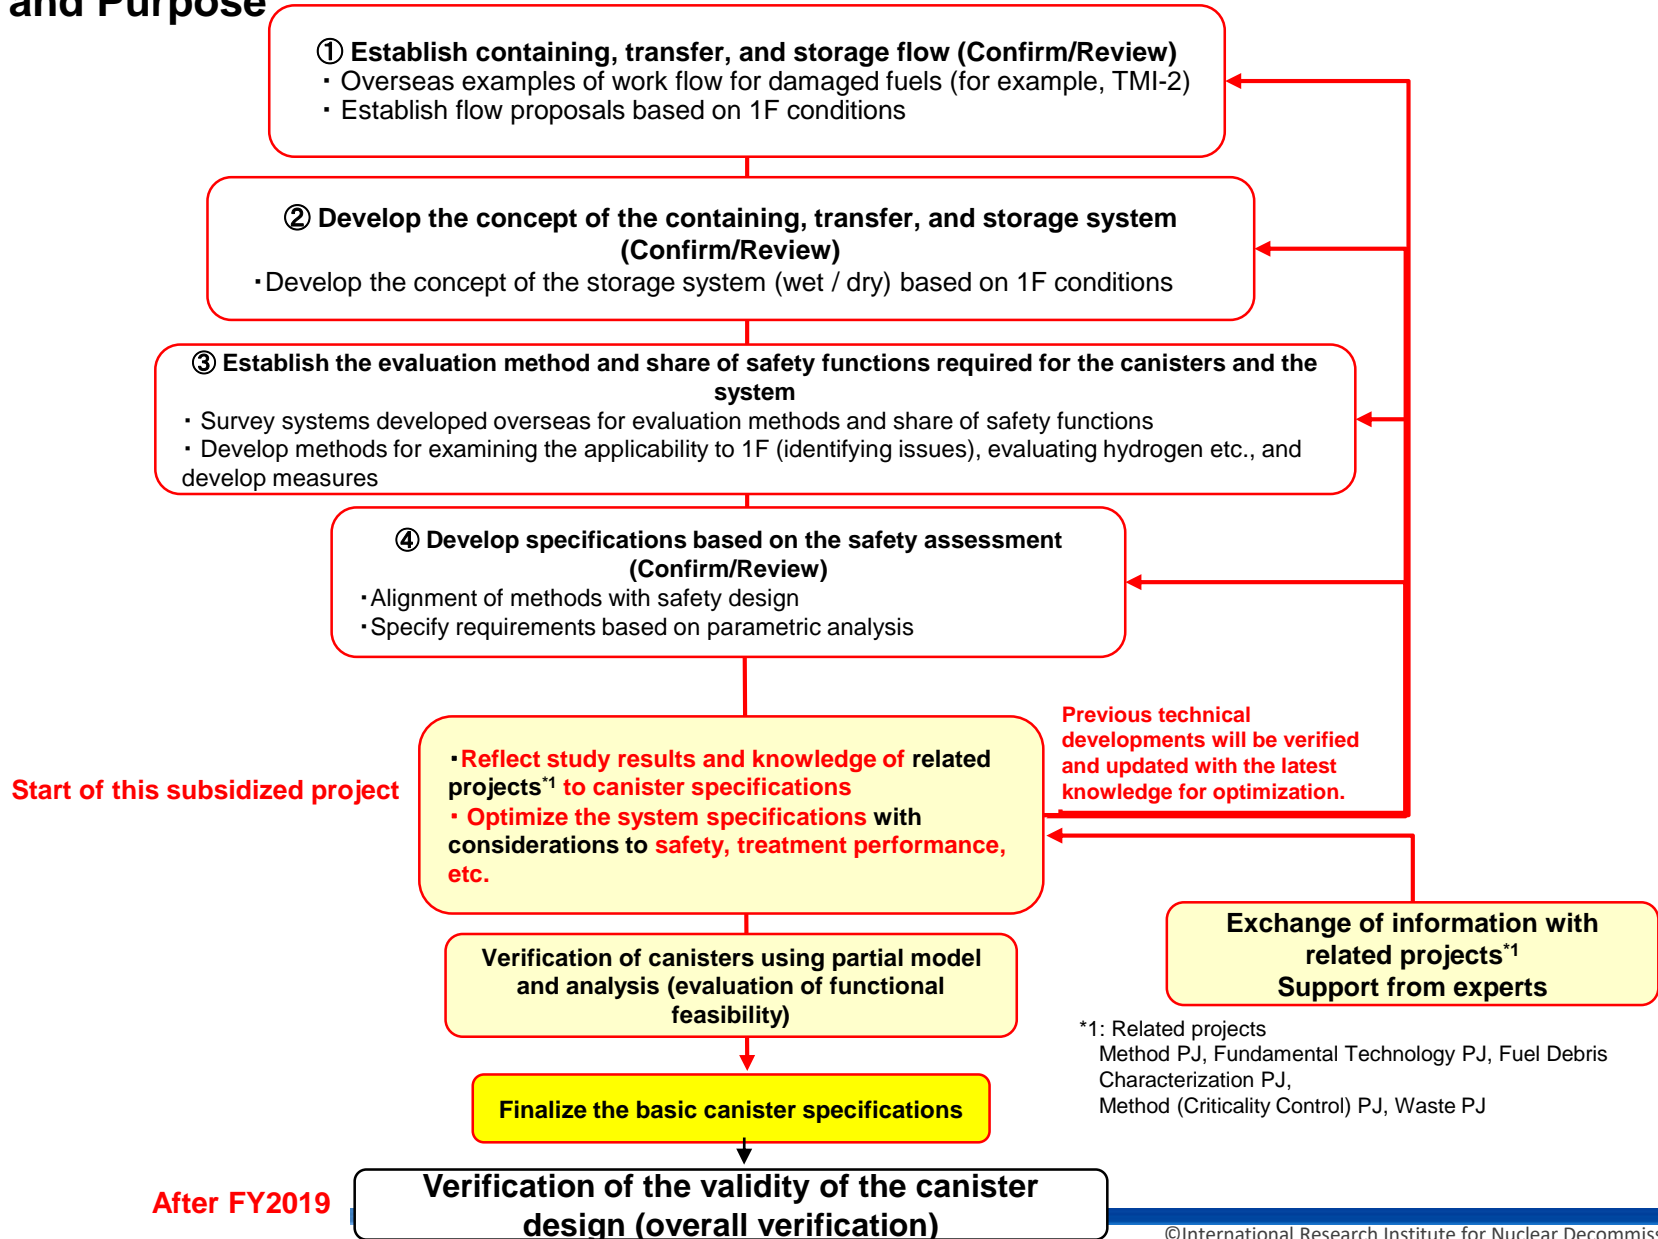 and Purpose
① Establish containing, transfer, and storage flow (Confirm/Review)
・Overseas examples of work flow for damaged fuels (for example, TMI-2)
・Establish flow proposals based on 1F conditions
② Develop the concept of the containing, transfer, and storage system
(Confirm/Review)
・Develop the concept of the storage system (wet / dry) based on 1F conditions
③ Establish the evaluation method and share of safety functions required for the canisters and the
system
・Survey systems developed overseas for evaluation methods and share of safety functions
・Develop methods for examining the applicability to 1F (identifying issues), evaluating hydrogen etc., and
develop measures
④ Develop specifications based on the safety assessment
(Confirm/Review)
・Alignment of methods with safety design
・Specify requirements based on parametric analysis
Previous technical
developments will be verified
and updated with the latest
knowledge for optimization.
Start of this subsidized project
・Reflect study results and knowledge of related
projects*1 to canister specifications
・Optimize the system specifications with
considerations to safety, treatment performance,
etc.
Exchange of information with
related projects*1
Support from experts
Verification of canisters using partial model
and analysis (evaluation of functional
feasibility)
*1: Related projects
Method PJ, Fundamental Technology PJ, Fuel Debris
Characterization PJ,
Method (Criticality Control) PJ, Waste PJ
Finalize the basic canister specifications
After FY2019
Verification of the validity of the canister
design (overall verification)
©International Research Institute for Nuclear Decommiss